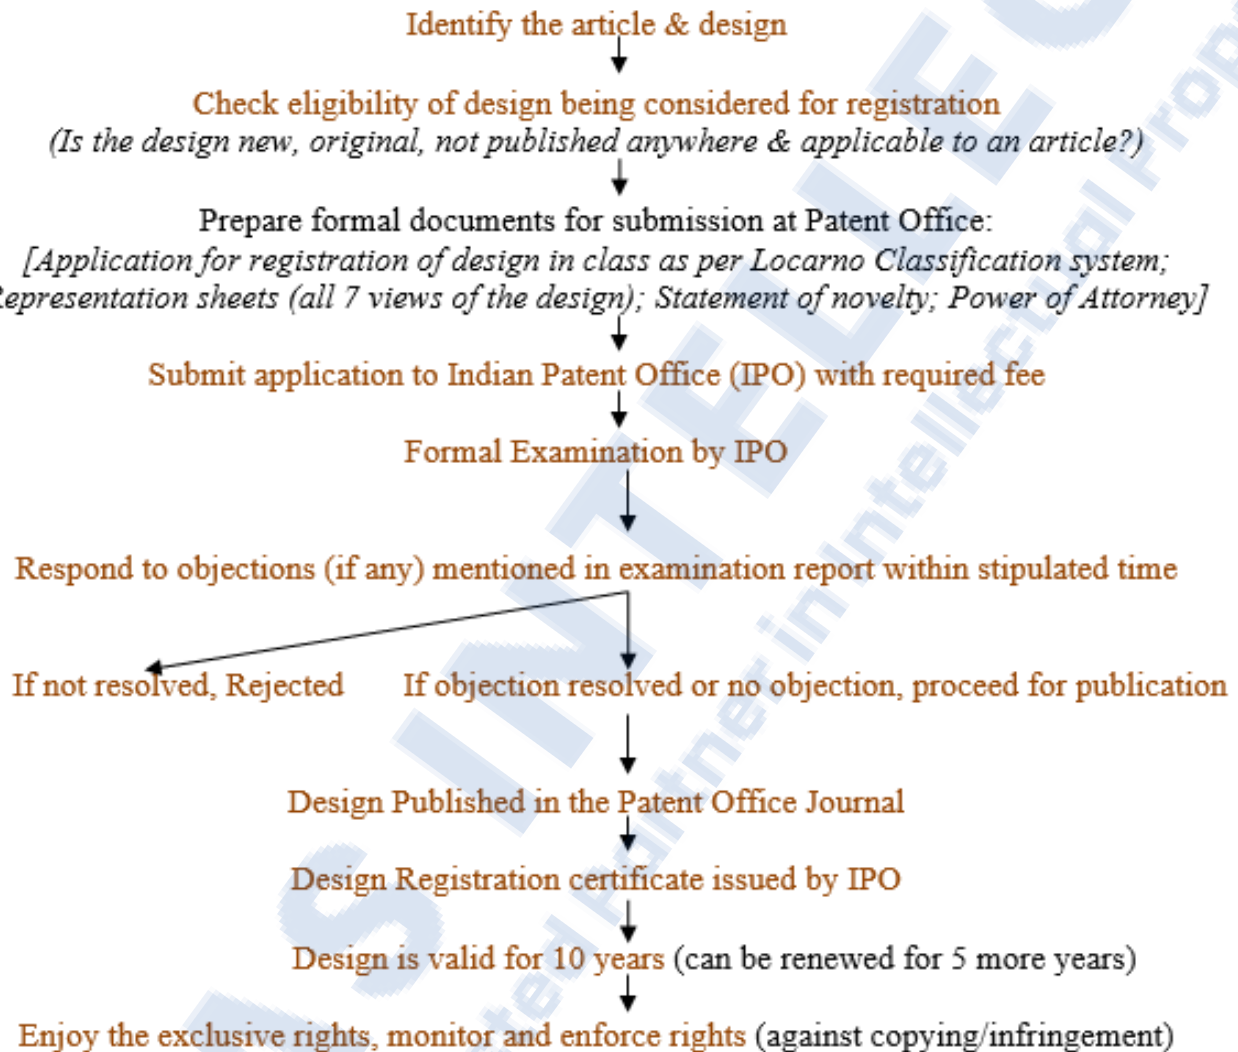 Identify the article & design
Check eligibility of design being considered for registration
(Is the design new, original, not published anywhere & applicable to an article?)
Prepare formal documents for submission at Patent Office:
[Application for registration of design in class as per Locarno Classification system;
Representation sheets (all 7 views of the design); Statement of novelty; Power of Attorney]
Submit application to Indian Patent Office (IPO) with required fee
Formal Examination by IPO
Respond to objections (if any) mentioned in examination report within stipulated time
If not resolved, Rejected
If objection resolved or no objection, proceed for publication
Design Published in the Patent Office Journal
Design Registration certificate issued by IPO
Design is valid for 10 years (can be renewed for 5 more years)
Enjoy the exclusive rights, monitor and enforce rights (against copying/infringement)
AS INTELLEC
ted Partner in Intellectual Prop